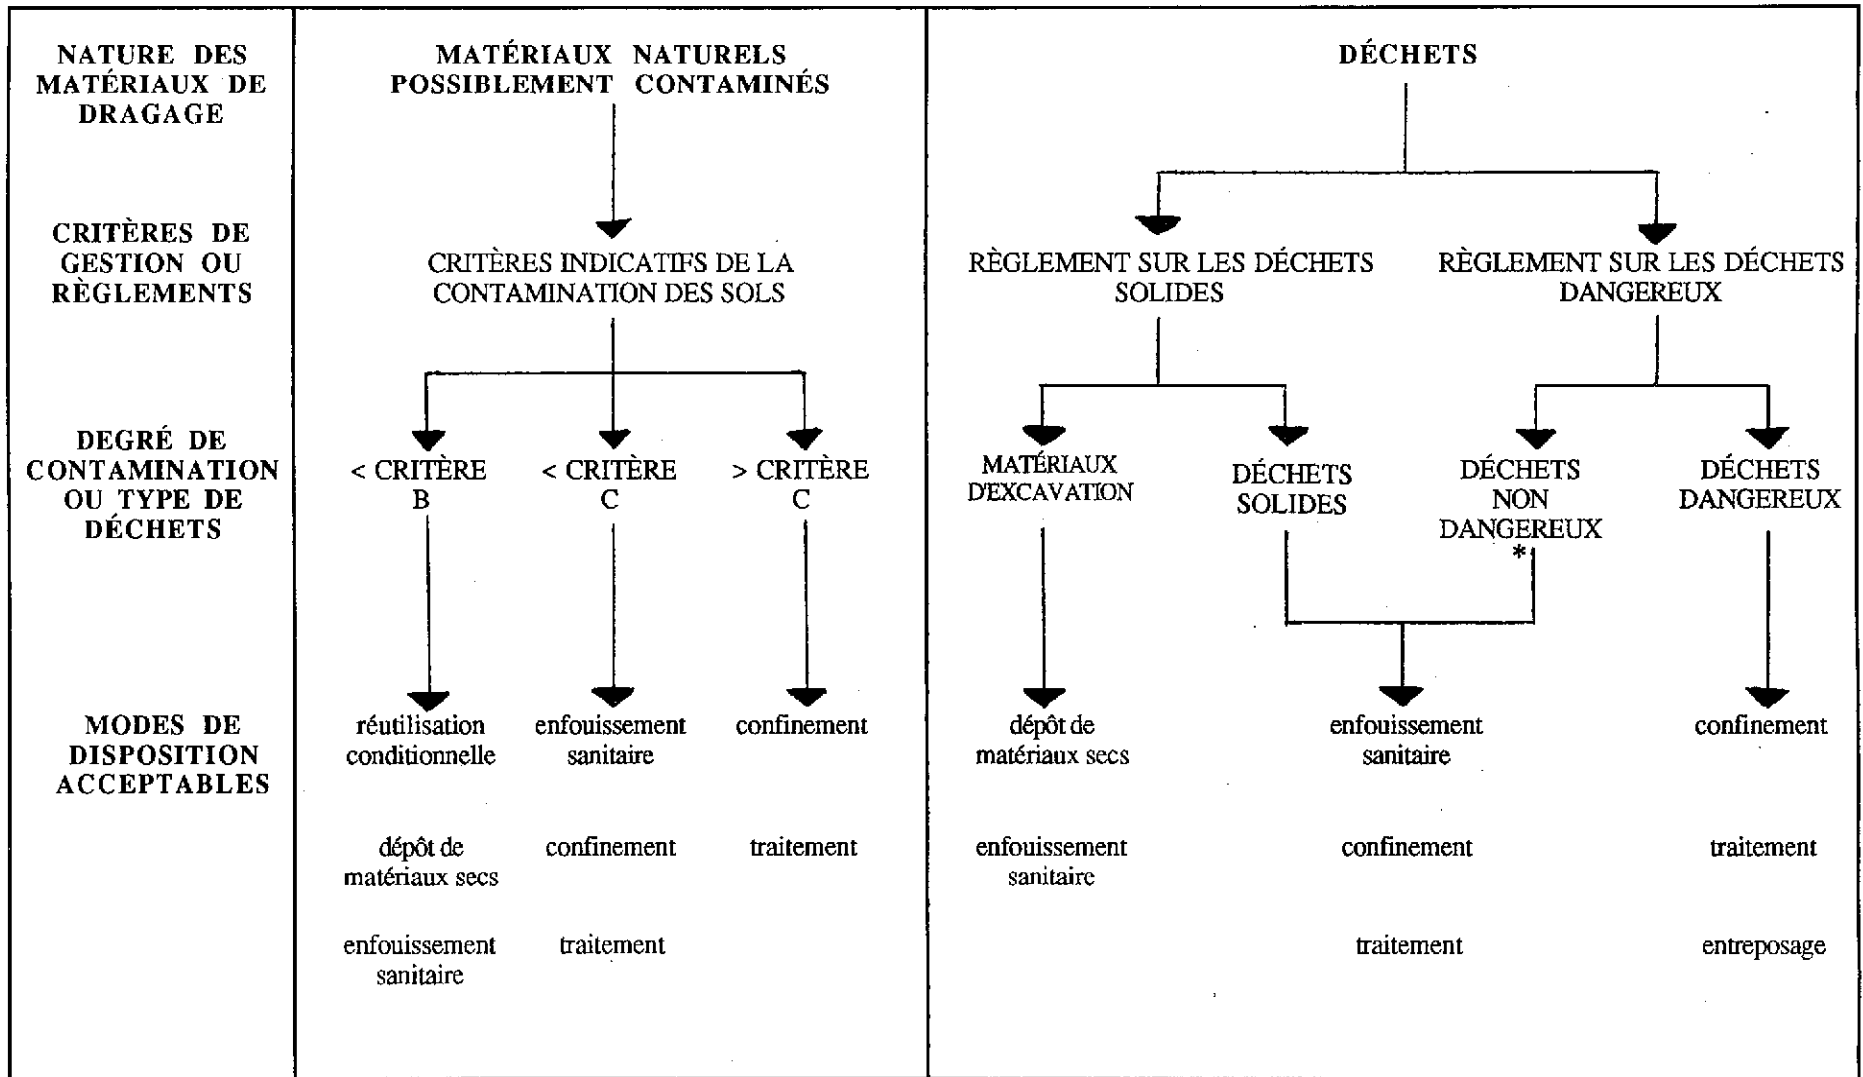 NATURE DES
MATÉRIAUX DE
DRAGAGE
MATÉRIAUX NATURELS
POSSIBLEMENT CONTAMINÉS
DÉCHETS
CRITÈRES DE
GESTION OU
RÈGLEMENTS
CRITÈRES INDICATIFS DE LA
CONTAMINATION DES SOLS
RÈGLEMENT SUR LES DÉCHETS
SOLIDES
RÈGLEMENT SUR LES DÉCHETS
DANGEREUX
DEGRÉ DE
CONTAMINATION
OU TYPE DE
DÉCHETS
< CRITÈRE
B
< CRITÈRE
C
> CRITÈRE
C
MATÉRIAUX
D'EXCAVATION
DÉCHETS
SOLIDES
DÉCHETS
NON
DANGEREUX
*
DÉCHETS
DANGEREUX
MODES DE
DISPOSITION
ACCEPTABLES
réutilisation
conditionnelle
enfouissement
sanitaire
confinement
dépôt de
matériaux secs
enfouissement
sanitaire
confinement
dépôt de
matériaux secs
confinement
traitement
enfouissement
sanitaire
confinement
traitement
enfouissement
sanitaire
traitement
traitement
entreposage